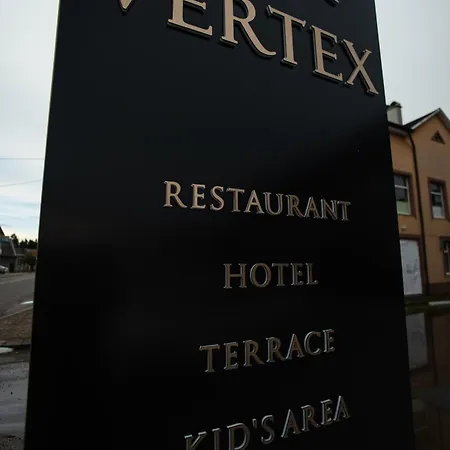 VERTEX
RESTAURANT
HOTEL
TERRACE
KID'S AREA